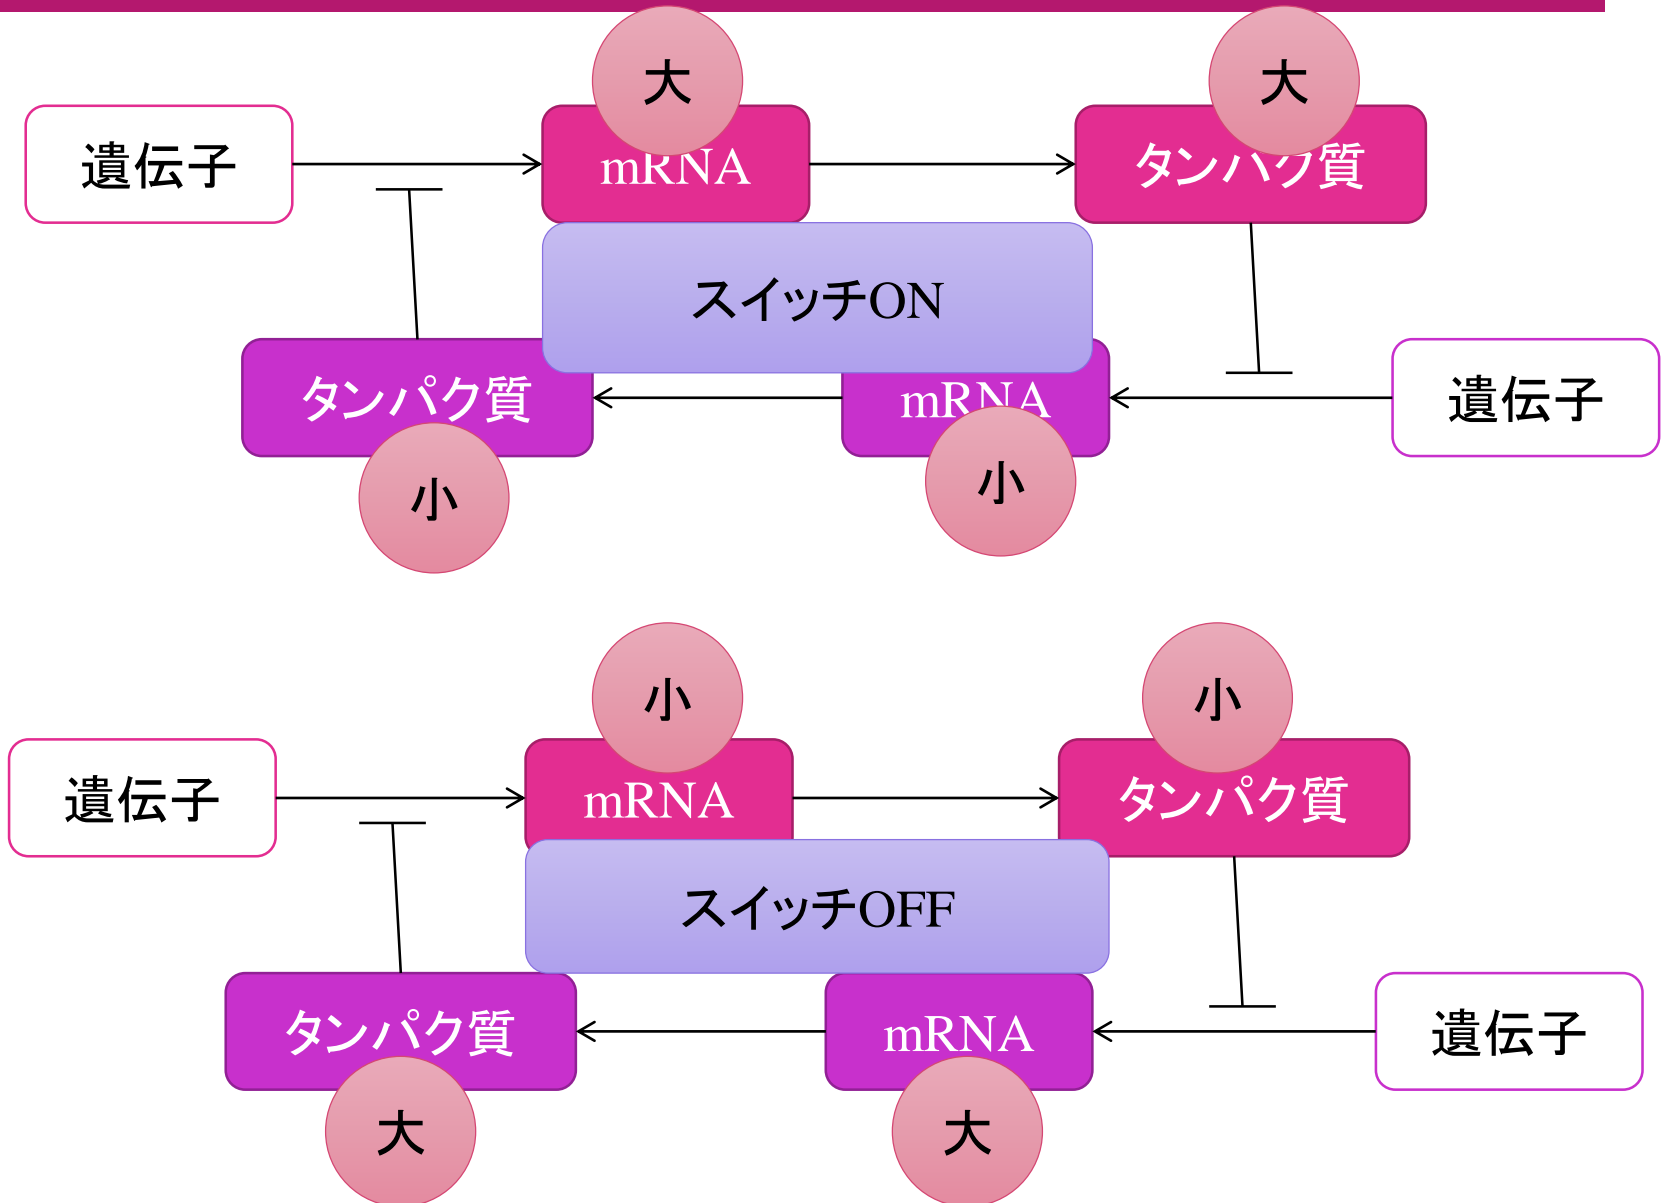 大
大
遺伝子
mRNA
タンパク質
スイッチON
タンパク質
mRNA
遺伝子
小
小
小
小
遺伝子
mRNA
タンパク質
スイッチOFF
タンパク質
mRNA
遺伝子
大
大